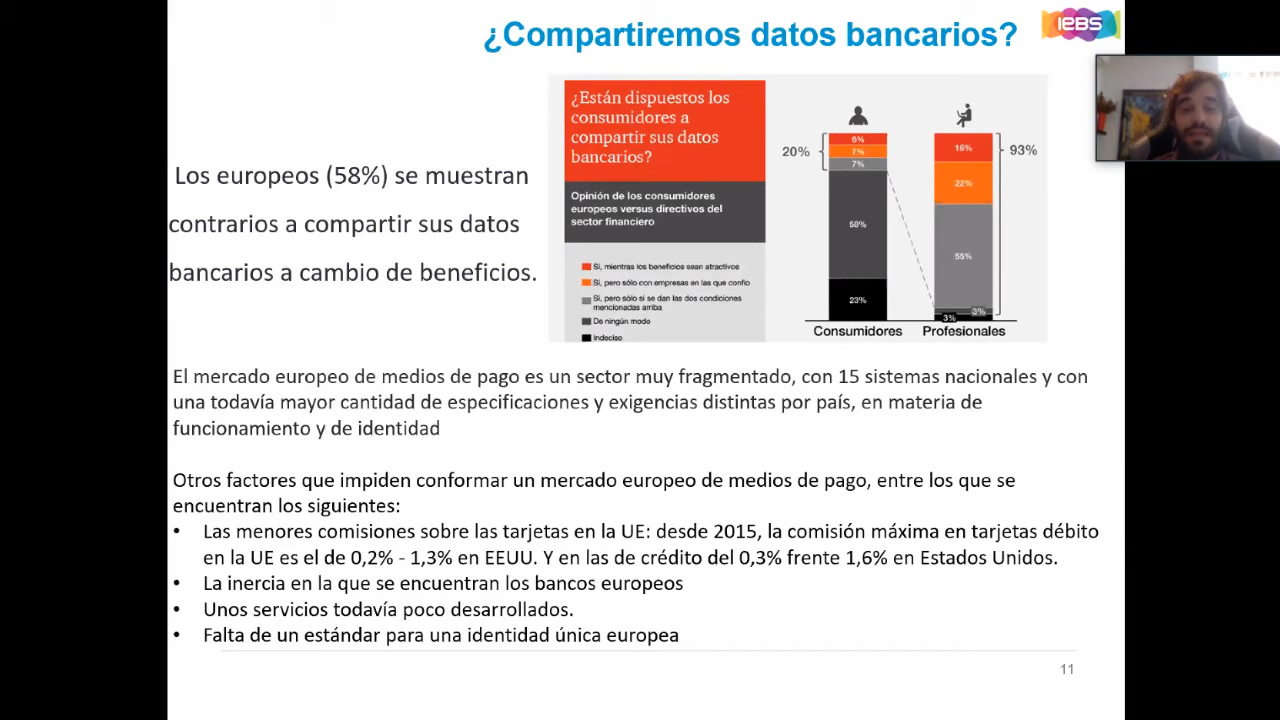 ¿Compartiremos datos bancarios?
IEBS
Los europeos (58%) se muestran
contrarios a compartir sus datos
bancarios a cambio de beneficios.
¿Están dispuestos los
consumidores a
compartir sus datos
bancarios?
Opinión de los consumidores
europeos versus directivos del
sector financiero
Sí, mientras los beneficios sean atractivos
Sí, pero sólo con empresas en las que confío
Sí, pero sólo si se dan las dos condiciones
mencionadas arriba
De ningún modo
Indeciso
20%
6%
7%
7%
58%
23%
Consumidores
16%
22%
55%
3%
3%
93%
Profesionales
El mercado europeo de medios de pago es un sector muy fragmentado, con 15 sistemas nacionales y con
una todavía mayor cantidad de especificaciones y exigencias distintas por país, en materia de
funcionamiento y de identidad
Otros factores que impiden conformar un mercado europeo de medios de pago, entre los que se
encuentran los siguientes:
• Las menores comisiones sobre las tarjetas en la UE: desde 2015, la comisión máxima en tarjetas débito
en la UE es el de 0,2% - 1,3% en EEUU. Y en las de crédito del 0,3% frente 1,6% en Estados Unidos.
• La inercia en la que se encuentran los bancos europeos
• Unos servicios todavía poco desarrollados.
• Falta de un estándar para una identidad única europea
11